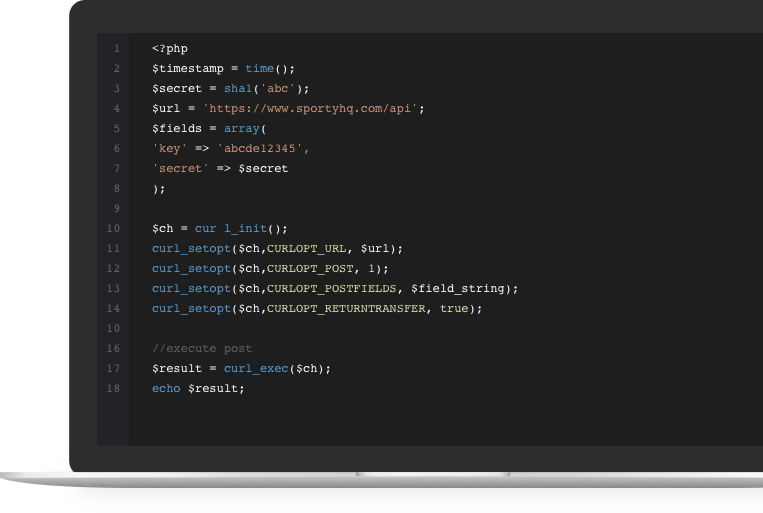 1 <?php
2 $timestamp = time();
3 $secret = sha1('abc');
4 $url = 'https://www.sportyhq.com/api';
5 $fields = array(
6 'key' => 'abcde12345',
7 'secret' => $secret
8 );
9
10 $ch = cur l_init();
11 curl_setopt($ch,CURLOPT_URL, $url);
12 curl_setopt($ch,CURLOPT_POST, 1);
13 curl_setopt($ch,CURLOPT_POSTFIELDS, $field_string);
14 curl_setopt($ch,CURLOPT_RETURNTRANSFER, true);
10
16 //execute post
17 $result = curl_exec($ch);
18 echo $result;